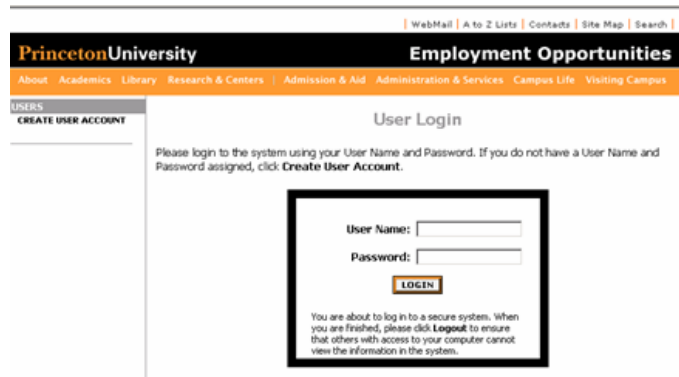 WebMail | A to Z Lists | Contacts | Site Map | Search |
PrincetonUniversity Employment Opportunities
About Academics Library Research & Centers | Admission & Aid Administration & Services Campus Life Visiting Campus
USERS
CREATE USER ACCOUNT
User Login
Please login to the system using your User Name and Password. If you do not have a User Name and
Password assigned, click Create User Account.
User Name:
Password:
LOGIN
You are about to log in to a secure system. When
you are finished, please click Logout to ensure
that others with access to your computer cannot
view the information in the system.